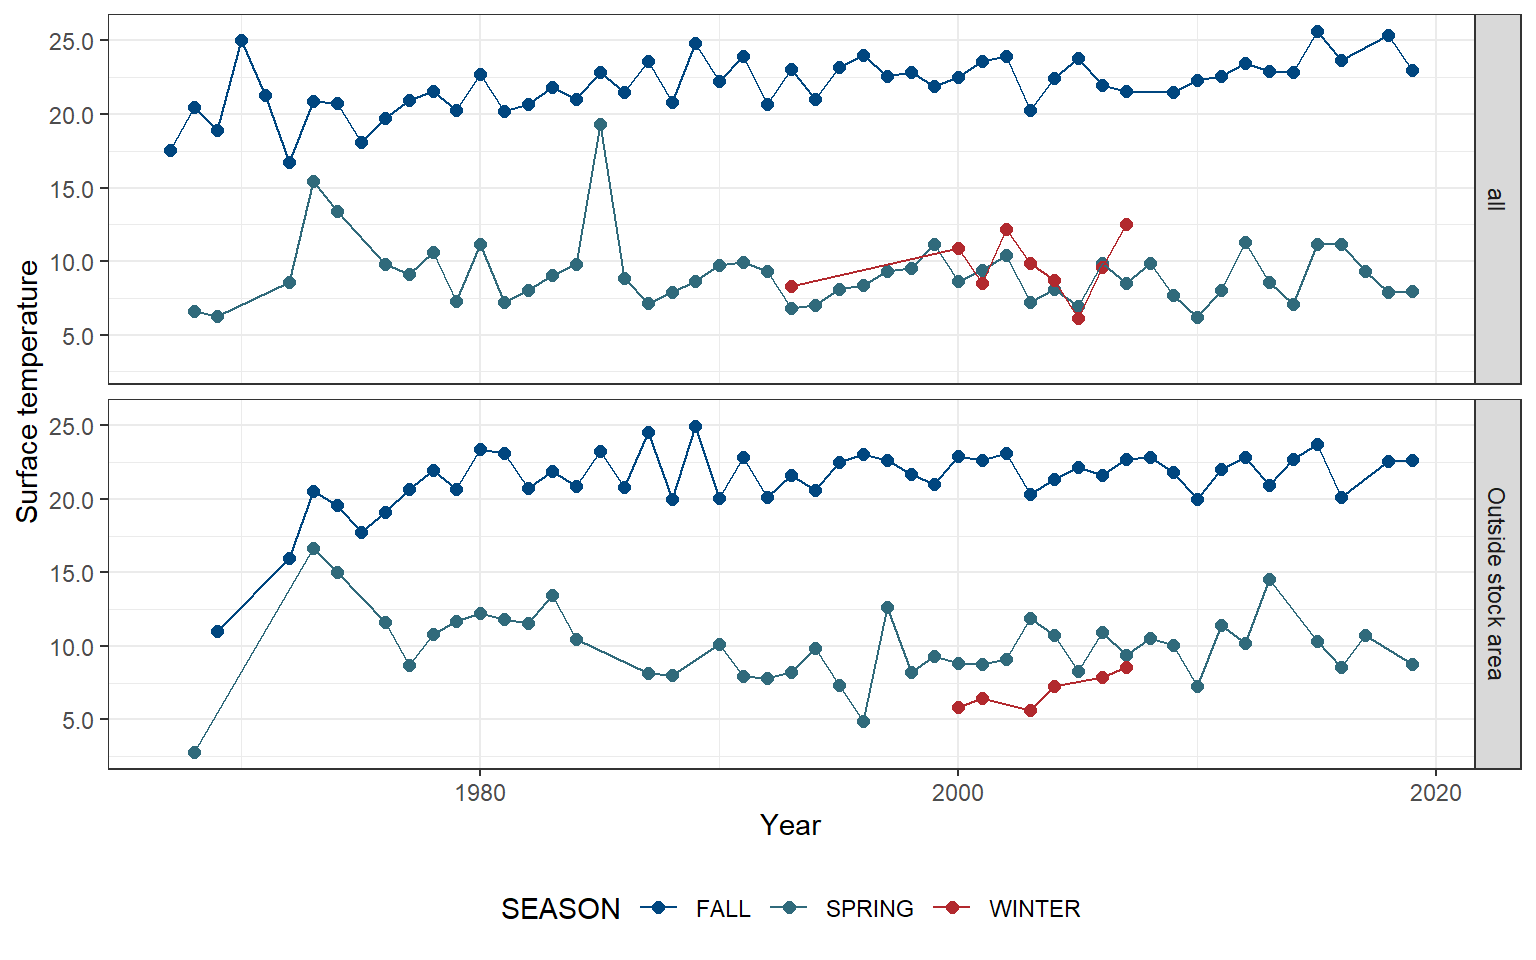 25.0
20.0
15.0
10.0
5.0
all
Surface temperature
25.0
20.0
15.0
10.0
5.0
Outside stock area
1980 2000 2020
Year
SEASON FALL SPRING WINTER